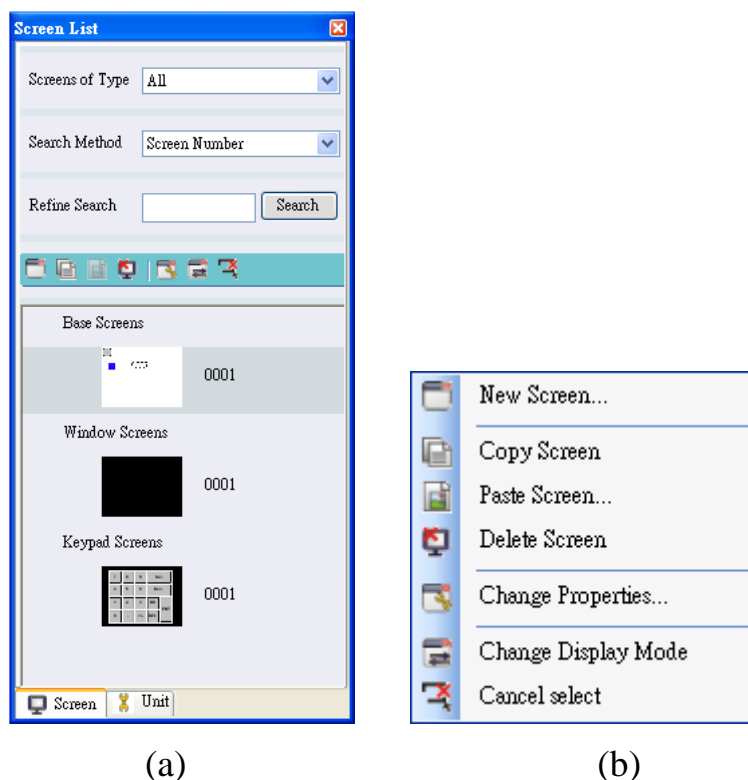 Screen List
Screens of Type All
Search Method Screen Number
Refine Search Search
Base Screens
0001
Window Screens
0001
Keypad Screens
0001
Screen Unit
New Screen...
Copy Screen
Paste Screen...
Delete Screen
Change Properties...
Change Display Mode
Cancel select
(a) (b)